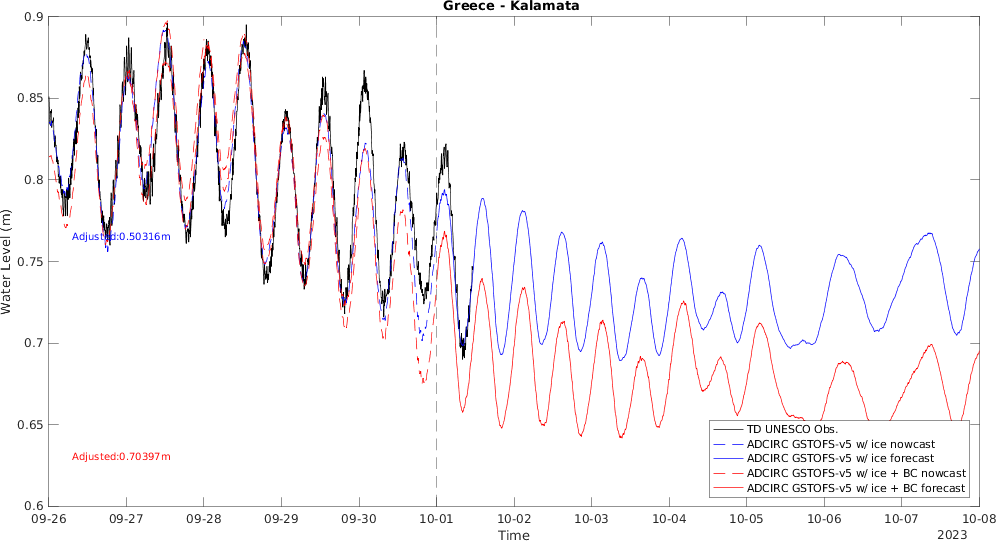 Greece - Kalamata
0.9
0.85
0.8
0.75
0.7
0.65
0.6
Water Level (m)
Adjusted:0.50316m
Adjusted:0.70397m
TD UNESCO Obs.
ADCIRC GSTOFS-v5 w/ ice nowcast
ADCIRC GSTOFS-v5 w/ ice forecast
ADCIRC GSTOFS-v5 w/ ice + BC nowcast
ADCIRC GSTOFS-v5 w/ ice + BC forecast
09-26 09-27 09-28 09-29 09-30 10-01 10-02 10-03 10-04 10-05 10-06 10-07 10-08
Time
2023